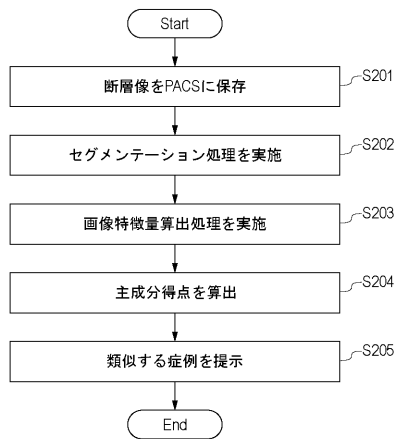 Start
断層像をPACSに保存
S201
セグメンテーション処理を実施
S202
画像特徴量算出処理を実施
S203
主成分得点を算出
S204
類似する症例を提示
S205
End